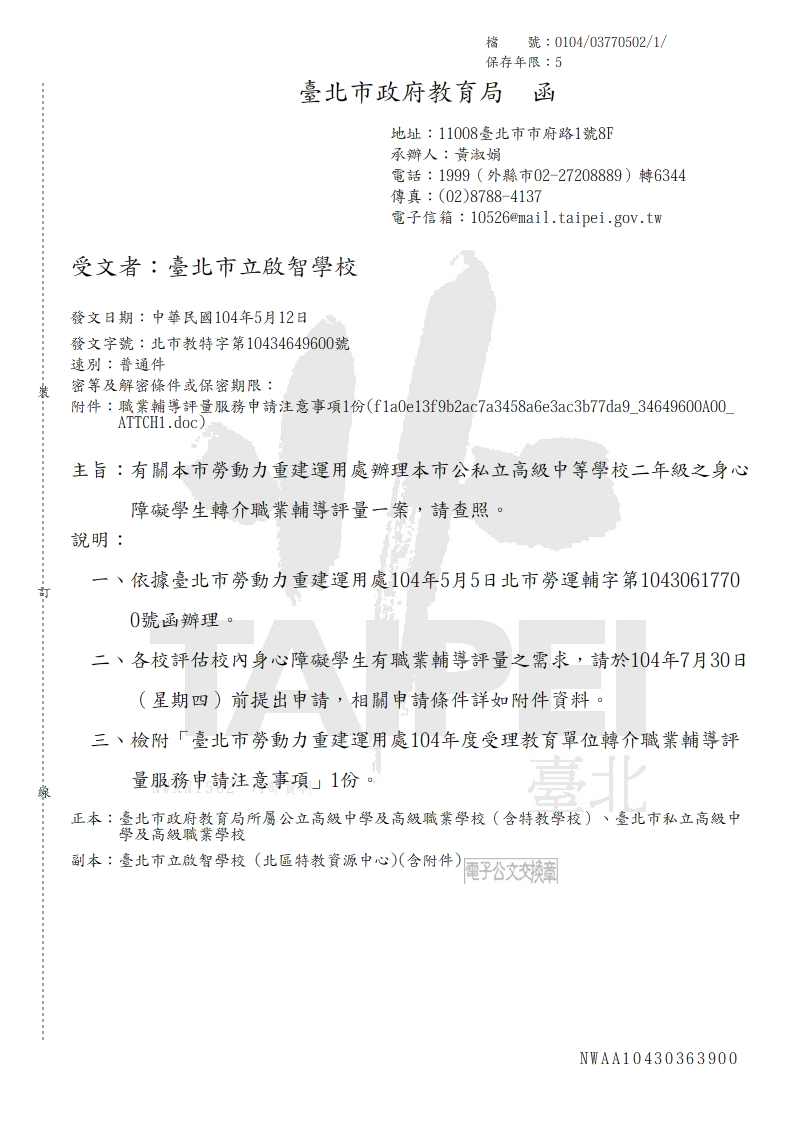 檔　　號：0104/03770502/1/
保存年限：5
臺北市政府教育局　函
地址：11008臺北市市府路1號8F
承辦人：黃淑娟
電話：1999（外縣市02-27208889）轉6344
傳真：(02)8788-4137
電子信箱：10526@mail.taipei.gov.tw
受文者：臺北市立啟智學校
發文日期：中華民國104年5月12日
發文字號：北市教特字第10434649600號
速別：普通件
密等及解密條件或保密期限：
附件：職業輔導評量服務申請注意事項1份(f1a0e13f9b2ac7a3458a6e3ac3b77da9_34649600A00_
ATTCH1.doc)
主旨：有關本市勞動力重建運用處辦理本市公私立高級中等學校二年級之身心
障礙學生轉介職業輔導評量一案，請查照。
說明：
一、依據臺北市勞動力重建運用處104年5月5日北市勞運輔字第1043061770
0號函辦理。
二、各校評估校內身心障礙學生有職業輔導評量之需求，請於104年7月30日
（星期四）前提出申請，相關申請條件詳如附件資料。
三、檢附「臺北市勞動力重建運用處104年度受理教育單位轉介職業輔導評
量服務申請注意事項」1份。
正本：臺北市政府教育局所屬公立高級中學及高級職業學校（含特教學校）、臺北市私立高級中
學及高級職業學校
副本：臺北市立啟智學校（北區特教資源中心)(含附件)
電子公文交換章
裝
訂
線
TAIPEI
臺北
NWAA10430363900